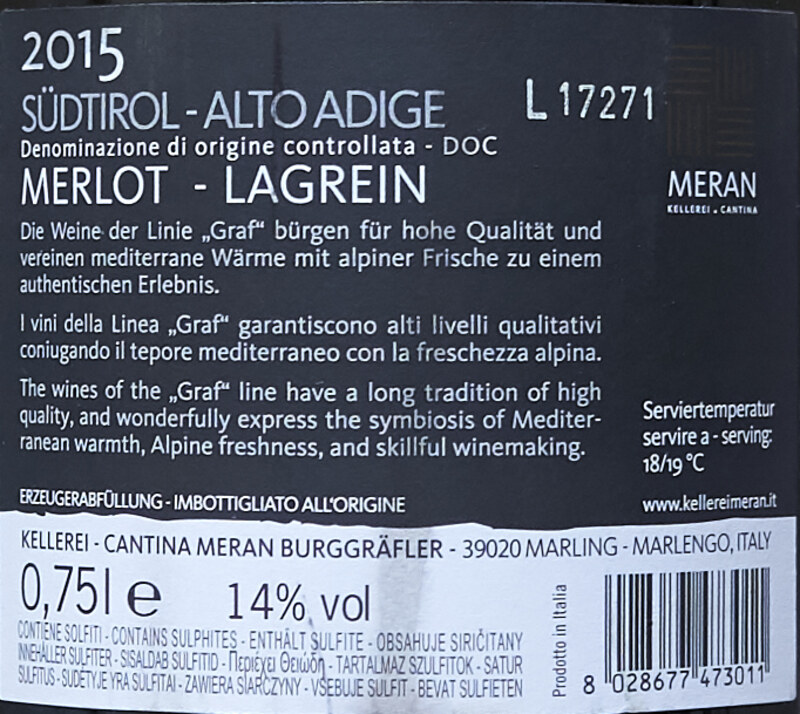 2015
SÜDTIROL - ALTO ADIGE
L 17271
Denominazione di origine controllata - DOC
MERLOT - LAGREIN
MERAN
KELLEREI . CANTINA
Die Weine der Linie „Graf“ bürgen für hohe Qualität und
vereinen mediterrane Wärme mit alpiner Frische zu einem
authentischen Erlebnis.
I vini della Linea „Graf“ garantiscono alti livelli qualitativi
coniugando il tepore mediterraneo con la freschezza alpina.
The wines of the „Graf“ line have a long tradition of high
quality, and wonderfully express the symbiosis of Mediter-
ranean warmth, Alpine freshness, and skillful winemaking.
Serviertemperatur
servire a - serving:
18/19 °C
ERZEUGERABFÜLLUNG - IMBOTTIGLIATO ALL'ORIGINE
www.kellereimeran.it
KELLEREI - CANTINA MERAN BURGGRÄFLER - 39020 MARLING - MARLENGO, ITALY
0,75 l e 14% vol
CONTIENE SOLFITI - CONTAINS SULPHITES - ENTHÄLT SULFITE - OBSAHUJE SIRIČITANY
INNEHÅLLER SULFITER - SISALDAB SULFITID - Περιέχει Θειώδη - TARTALMAZ SZULFITOK - SATUR
SULFITUS - SUDĖTYJE YRA SULFITAI - ZAWIERA SIARCZYNY - VSEBUJE SULFIT - BEVAT SULFIETEN
Prodotto in Italia
8 028677 473011